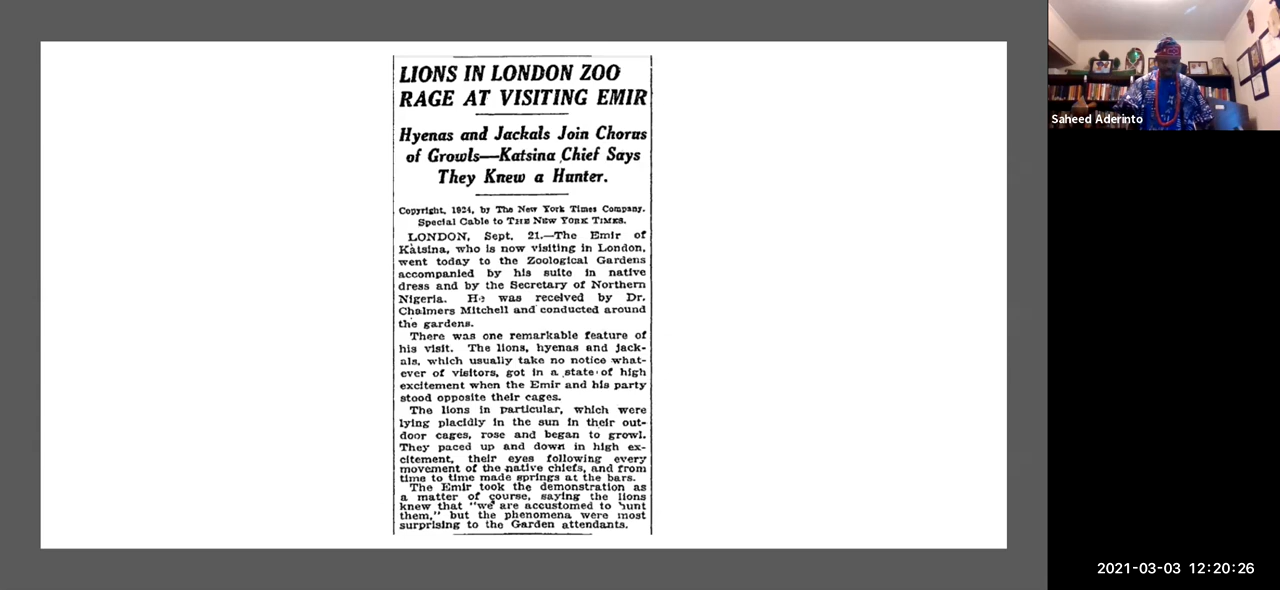 LIONS IN LONDON ZOO
RAGE AT VISITING EMIR
Hyenas and Jackals Join Chorus
of Growls—Katsina Chief Says
They Knew a Hunter.
Copyright, 1924, by The New York Times Company.
Special Cable to THE NEW YORK TIMES.
LONDON, Sept. 21.—The Emir of
Katsina, who is now visiting in London,
went today to the Zoological Gardens
accompanied by his suite in native
dress and by the Secretary of Northern
Nigeria. He was received by Dr.
Chalmers Mitchell and conducted around
the gardens.
There was one remarkable feature of
his visit. The lions, hyenas and jack-
als, which usually take no notice what-
ever of visitors, got in a state of high
excitement when the Emir and his party
stood opposite their cages.
The lions in particular, which were
lying placidly in the sun in their out-
door cages, rose and began to growl.
They paced up and down in high ex-
citement, their eyes following every
movement of the native chiefs, and from
time to time made springs at the bars.
The Emir took the demonstration as
a matter of course, saying the lions
knew that "we are accustomed to hunt
them," but the phenomena were most
surprising to the Garden attendants.
Saheed Aderinto
2021-03-03 12:20:26